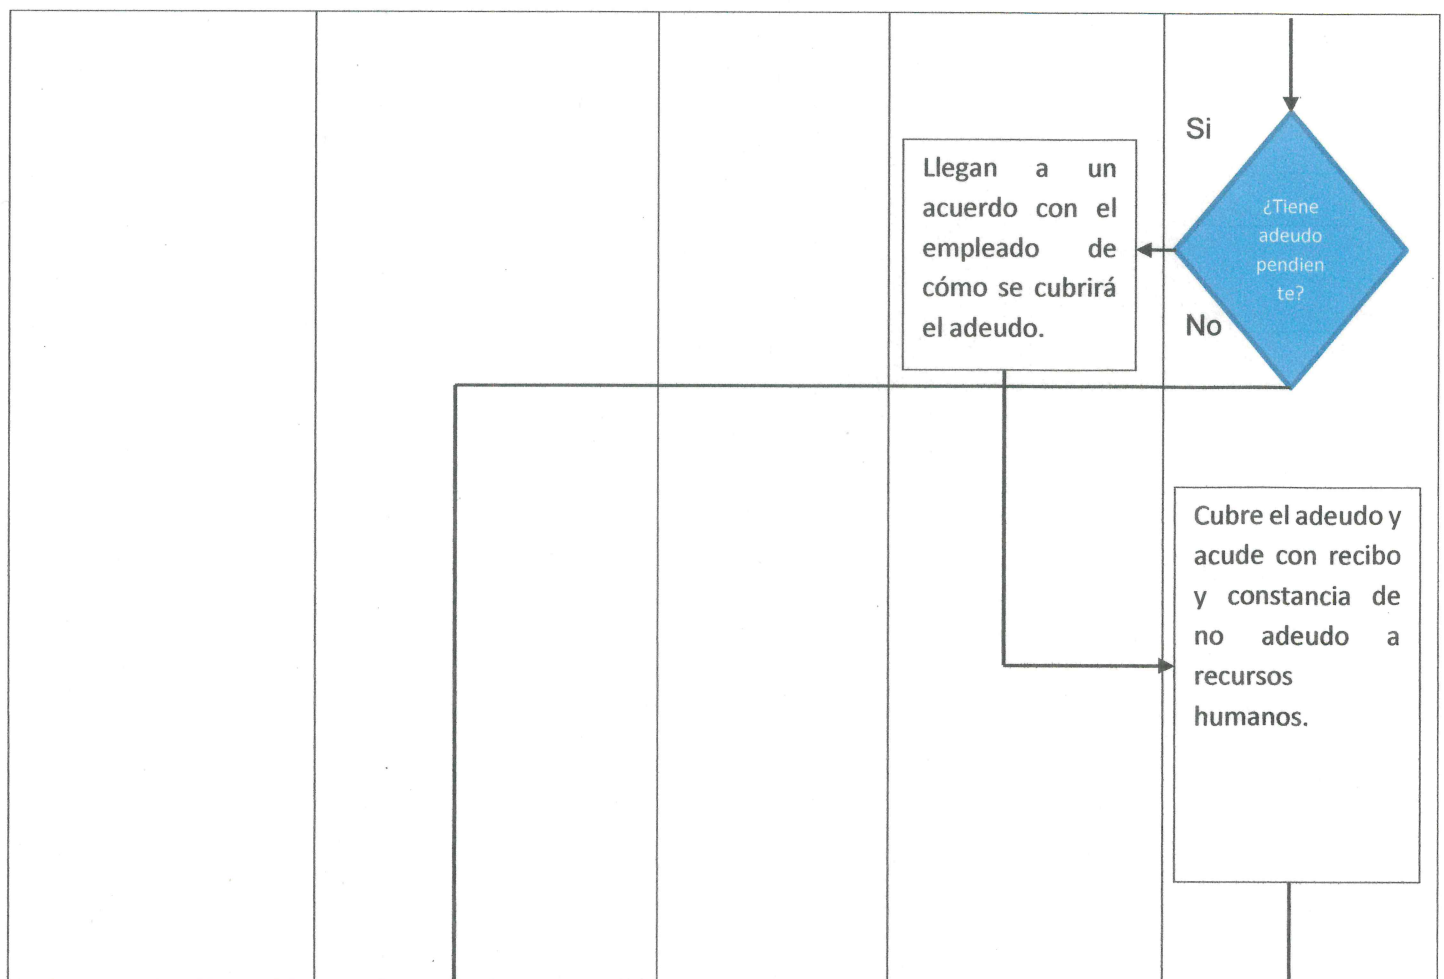 Si
Llegan a un
acuerdo con el
empleado de
cómo se cubrirá
el adeudo.
¿Tiene
adeudo
pendien
te?
No
Cubre el adeudo y
acude con recibo
y constancia de
no adeudo a
recursos
humanos.